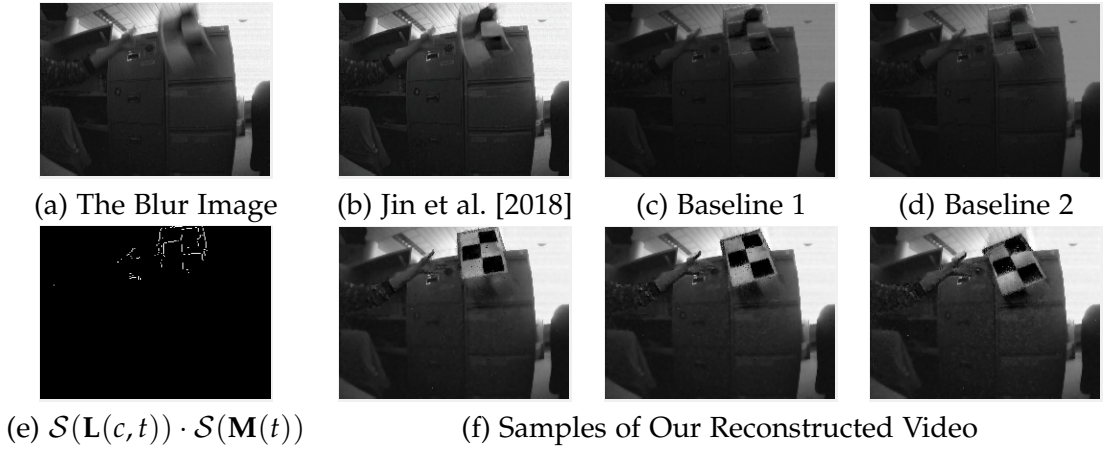 (a) The Blur Image
(b) Jin et al. [2018]
(c) Baseline 1
(d) Baseline 2
(e) 𝒮(𝐋(c, t)) · 𝒮(𝐌(t))
(f) Samples of Our Reconstructed Video